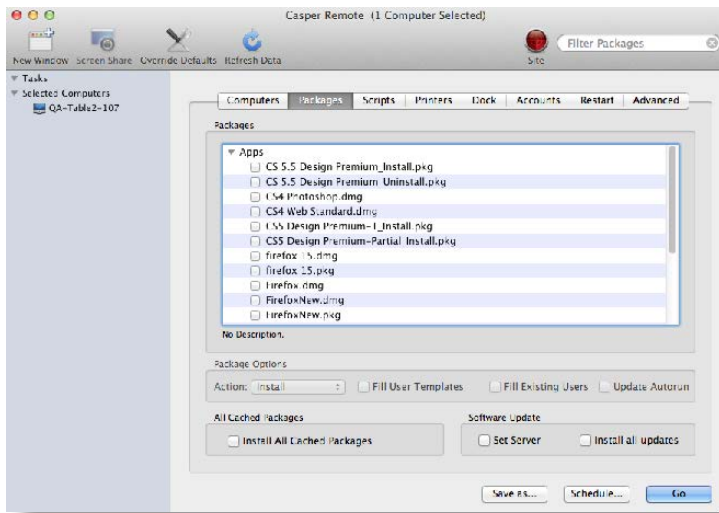 Casper Remote (1 Computer Selected)
New Window Screen Share Override Defaults Refresh Data
Site
Filter Packages
Tasks
Selected Computers
QA-Table2-107
Computers Packages Scripts Printers Dock Accounts Restart Advanced
Packages
Apps
CS 5.5 Design Premium_Install.pkg
CS 5.5 Design Premium_Uninstall.pkg
CS4 Photoshop.dmg
CS4 Web Standard.dmg
CS5 Design Premium-1_Install.pkg
CS5 Design Premium-Partial_Install.pkg
firefox 15.dmg
firefox 15.pkg
Firefox.dmg
FirefoxNew.dmg
FirefoxNew.pkg
No Description.
Package Options
Action: Install Fill User Templates Fill Existing Users Update Autorun
All Cached Packages
Install All Cached Packages
Software Update
Set Server Install all updates
Save as... Schedule... Go